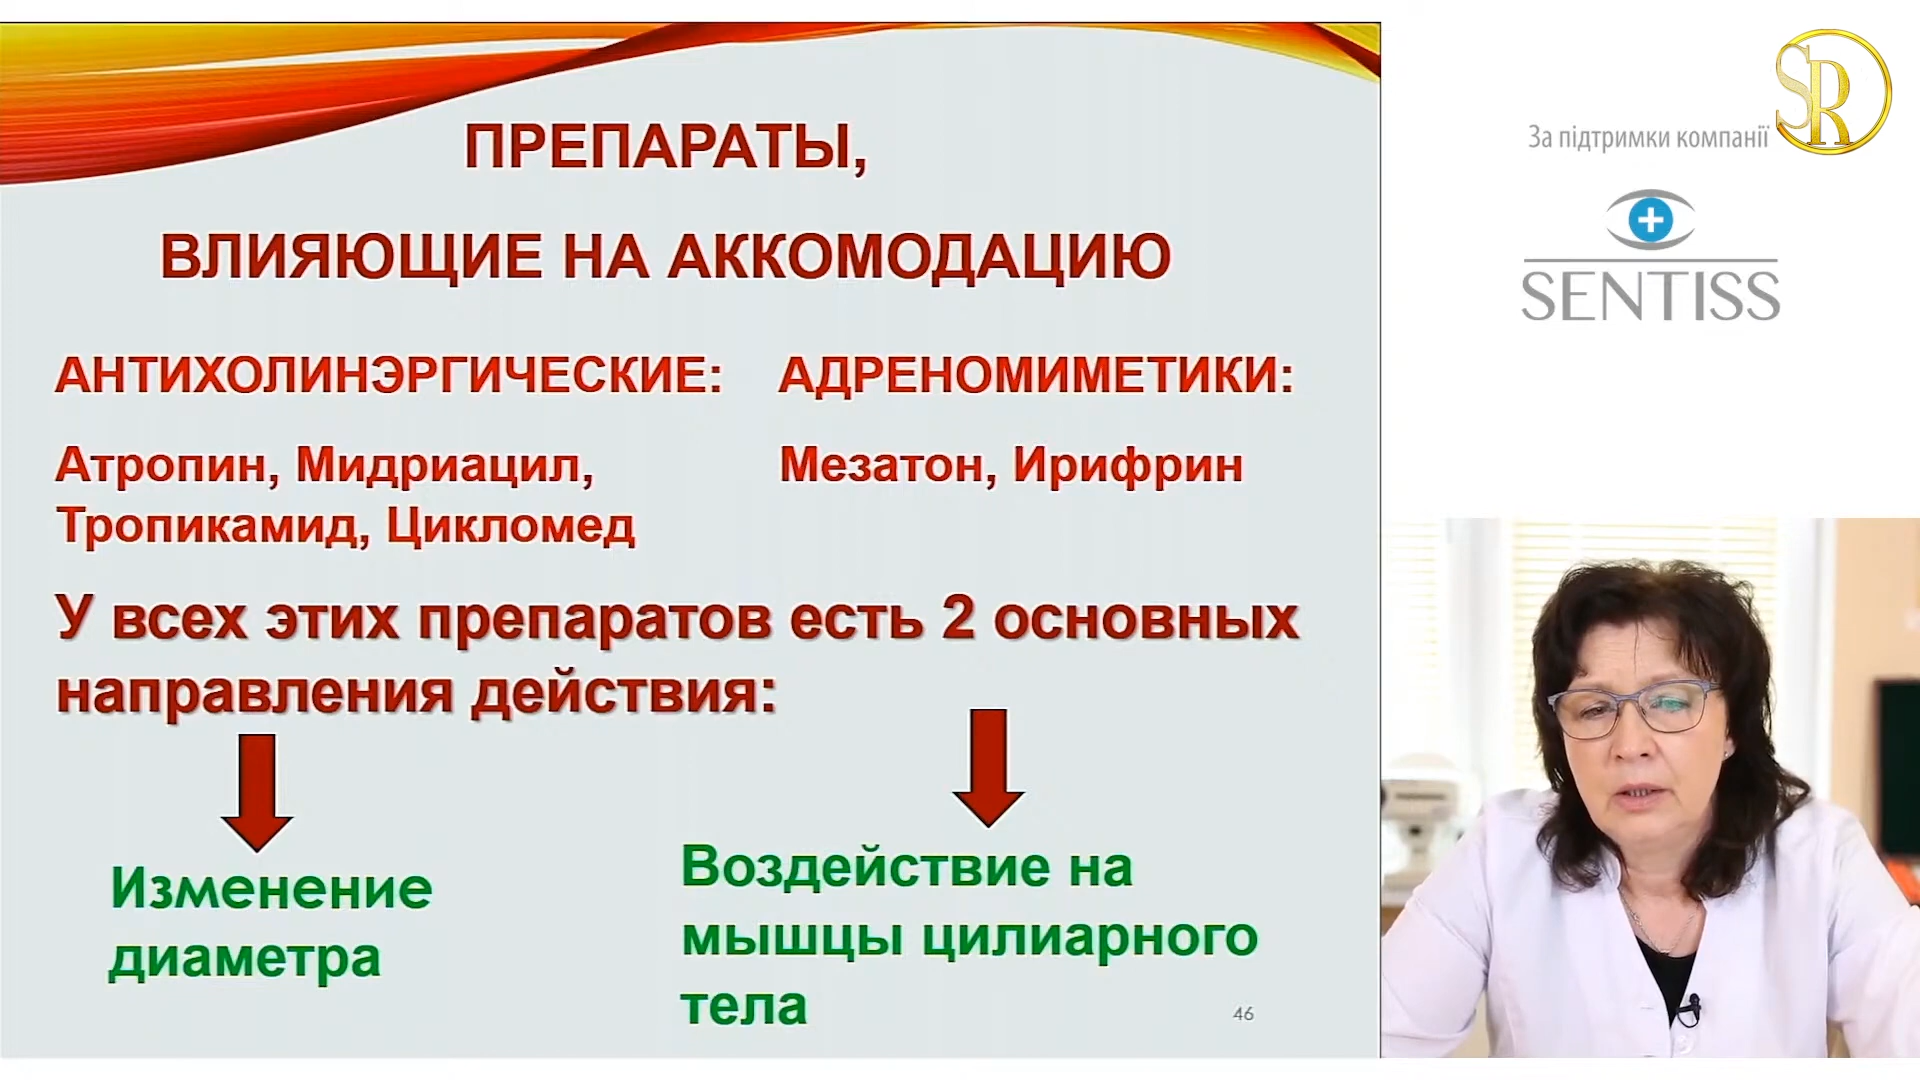 ПРЕПАРАТЫ,
ВЛИЯЮЩИЕ НА АККОМОДАЦИЮ
АНТИХОЛИНЭРГИЧЕСКИЕ:
Атропин, Мидриацил,
Тропикамид, Цикломед
АДРЕНОМИМЕТИКИ:
Мезатон, Ирифрин
У всех этих препаратов есть 2 основных
направления действия:
Изменение
диаметра
Воздействие на
мышцы цилиарного
тела
46
За підтримки компанії
SR
SENTISS